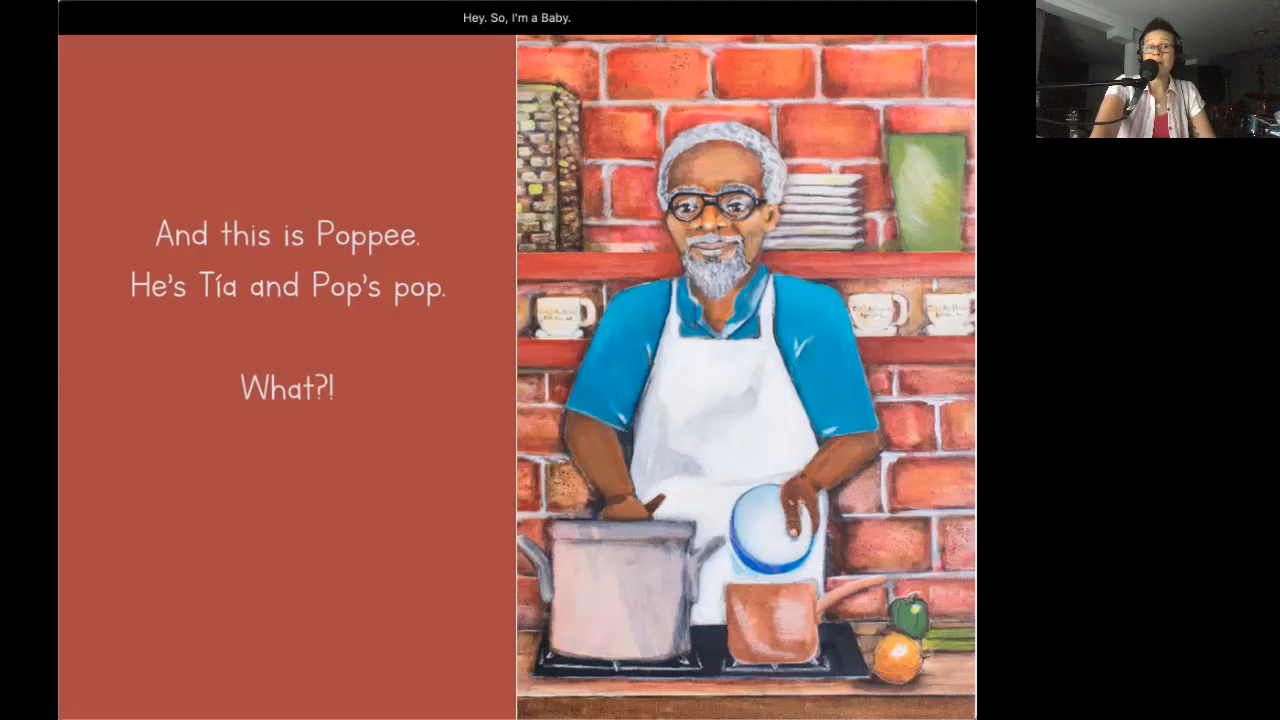 Hey. So, I'm a Baby.
And this is Poppee.
He's Tía and Pop's pop.
What?!